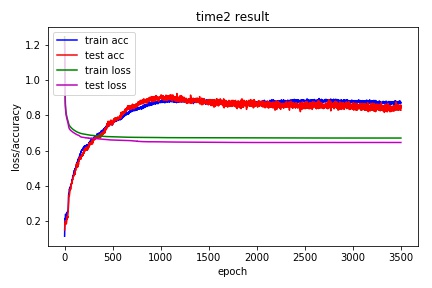 time2 result
train acc
test acc
train loss
test loss
1.2
1.0
0.8
0.6
0.4
0.2
loss/accuracy
0
500
1000
1500
2000
2500
3000
3500
epoch